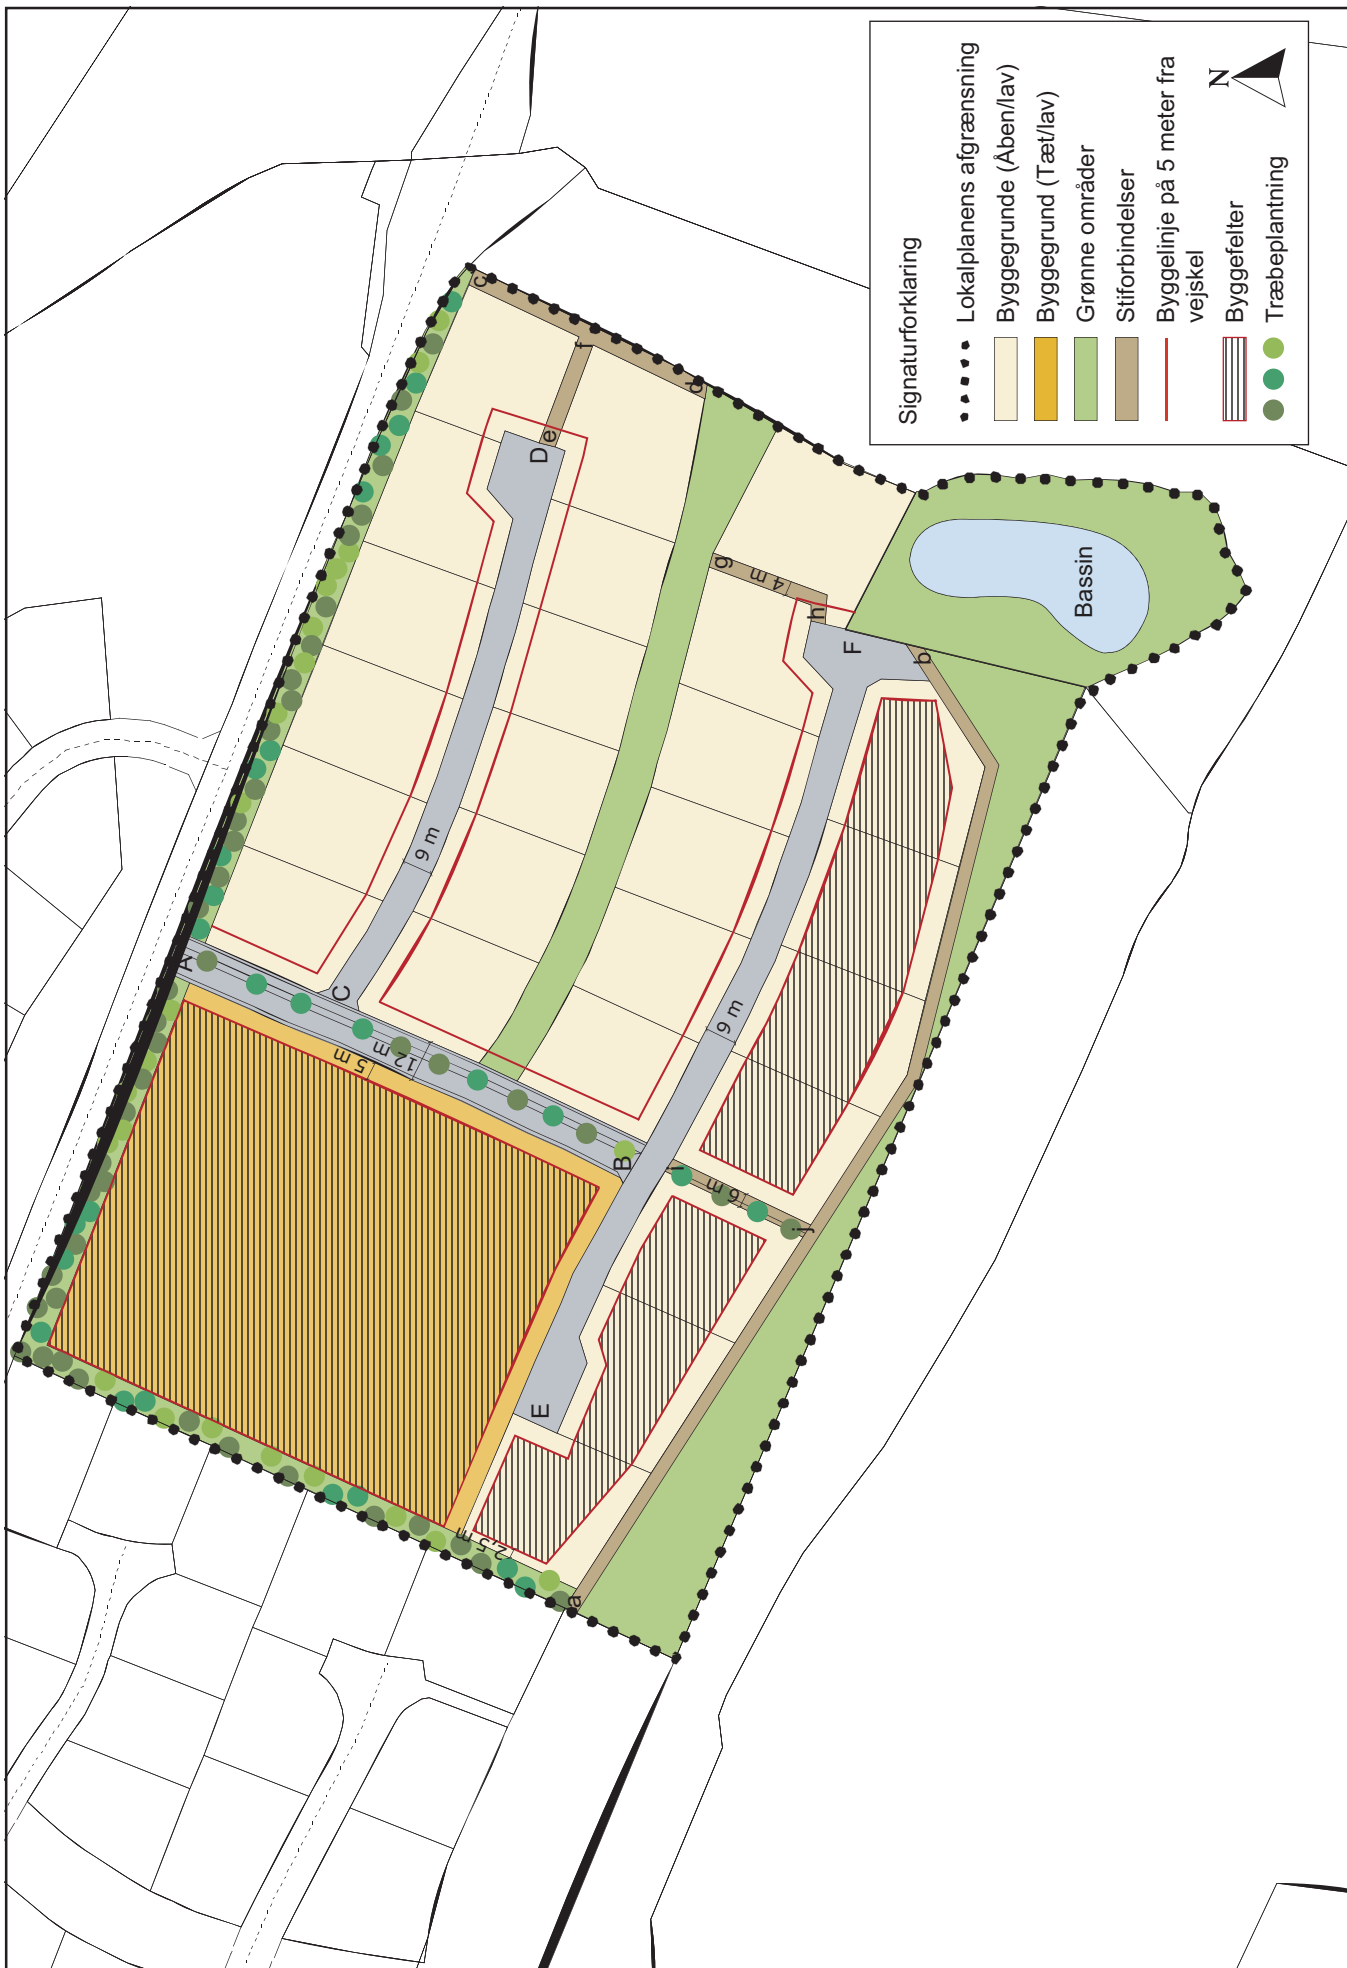 Signaturforklaring
Lokalplanens afgrænsning
Byggegrunde (Åben/lav)
Byggegrund (Tæt/lav)
Grønne områder
Stiforbindelser
Byggelinje på 5 meter fra
vejskel
Byggefelter
Træbeplantning
N
A
B
C
D
E
F
a
b
c
d
e
f
g
h
i
j
9 m
9 m
12 m
5 m
4 m
6 m
2,5 m
Bassin